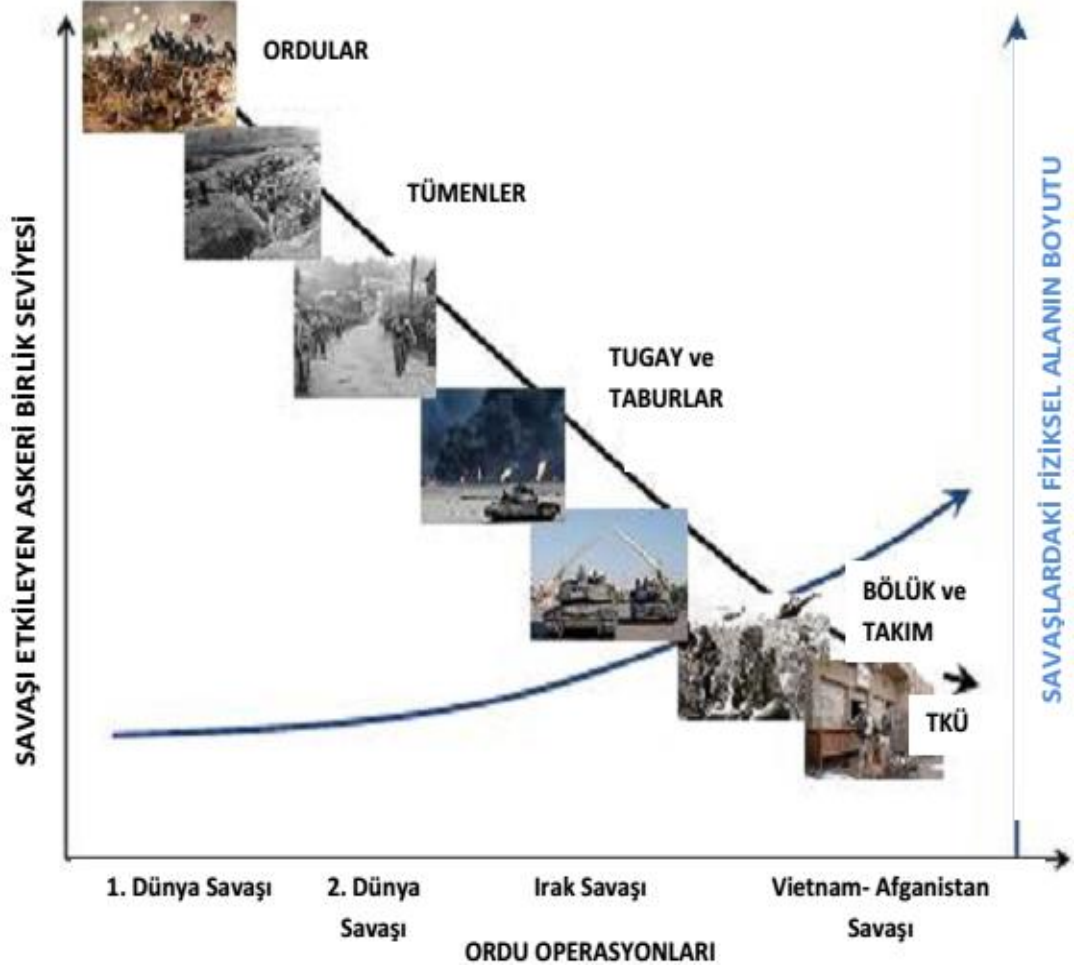 ORDULAR
TÜMENLER
TUGAY ve
TABURLAR
BÖLÜK ve
TAKIM
TKÜ
SAVAŞI ETKİLEYEN ASKERİ BİRLİK SEVİYESİ
SAVAŞLARDAKİ FİZİKSEL ALANIN BOYUTU
1. Dünya Savaşı
2. Dünya
Savaşı
Irak Savaşı
Vietnam- Afganistan
Savaşı
ORDU OPERASYONLARI